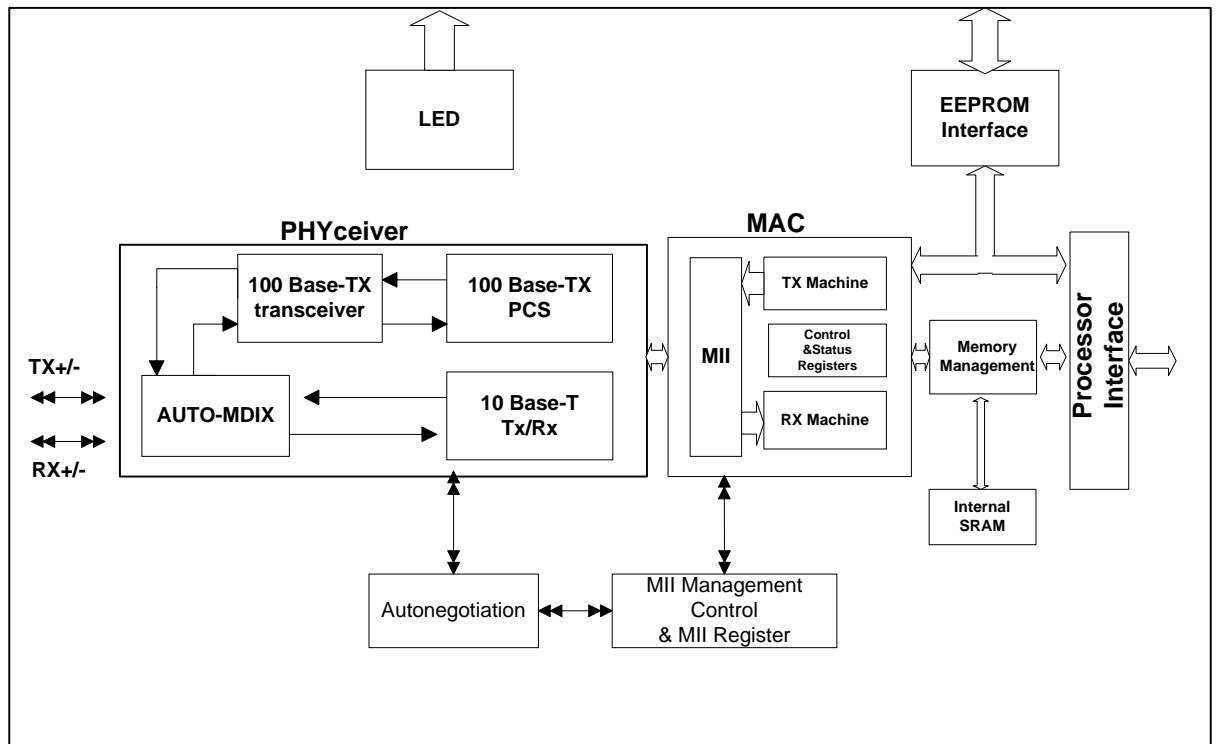 LED
EEPROM
Interface
PHYceiver
MAC
100 Base-TX
transceiver
100 Base-TX
PCS
TX+/-
RX+/-
AUTO-MDIX
10 Base-T
Tx/Rx
MII
TX Machine
Control
&Status
Registers
RX Machine
Memory
Management
Internal
SRAM
Processor
Interface
Autonegotiation
MII Management
Control
& MII Register